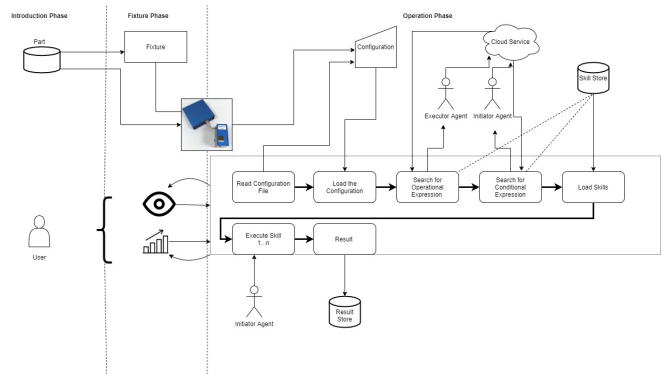 Introduction Phase
Fixture Phase
Operation Phase
Part
Fixture
Configuration
Cloud Service
Skill Store
Executor Agent
Initiator Agent
Read Configuration
File
Load the
Configuration
Search for
Operational
Expression
Search for
Conditional
Expression
Load Skills
User
Execute Skill
1...n
Result
Initiator Agent
Result
Store